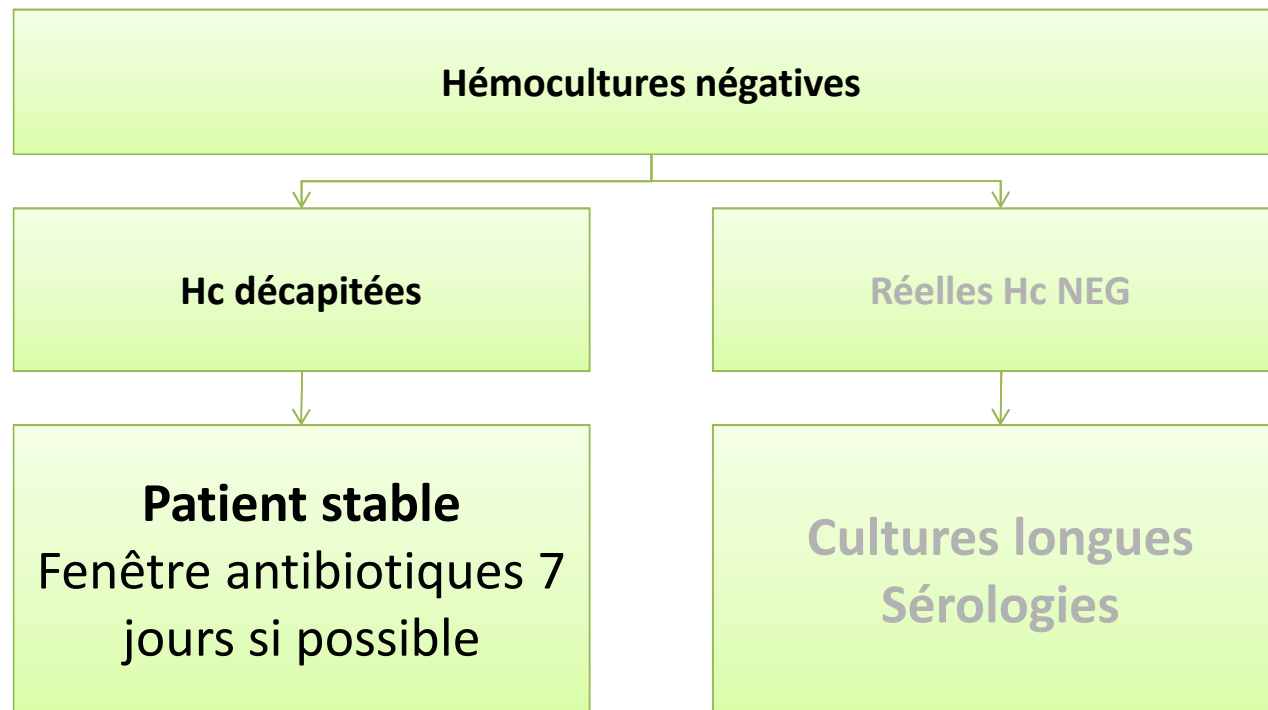 Hémocultures négatives
Hc décapitées
Réelles Hc NEG
Patient stable
Fenêtre antibiotiques 7
jours si possible
Cultures longues
Sérologies